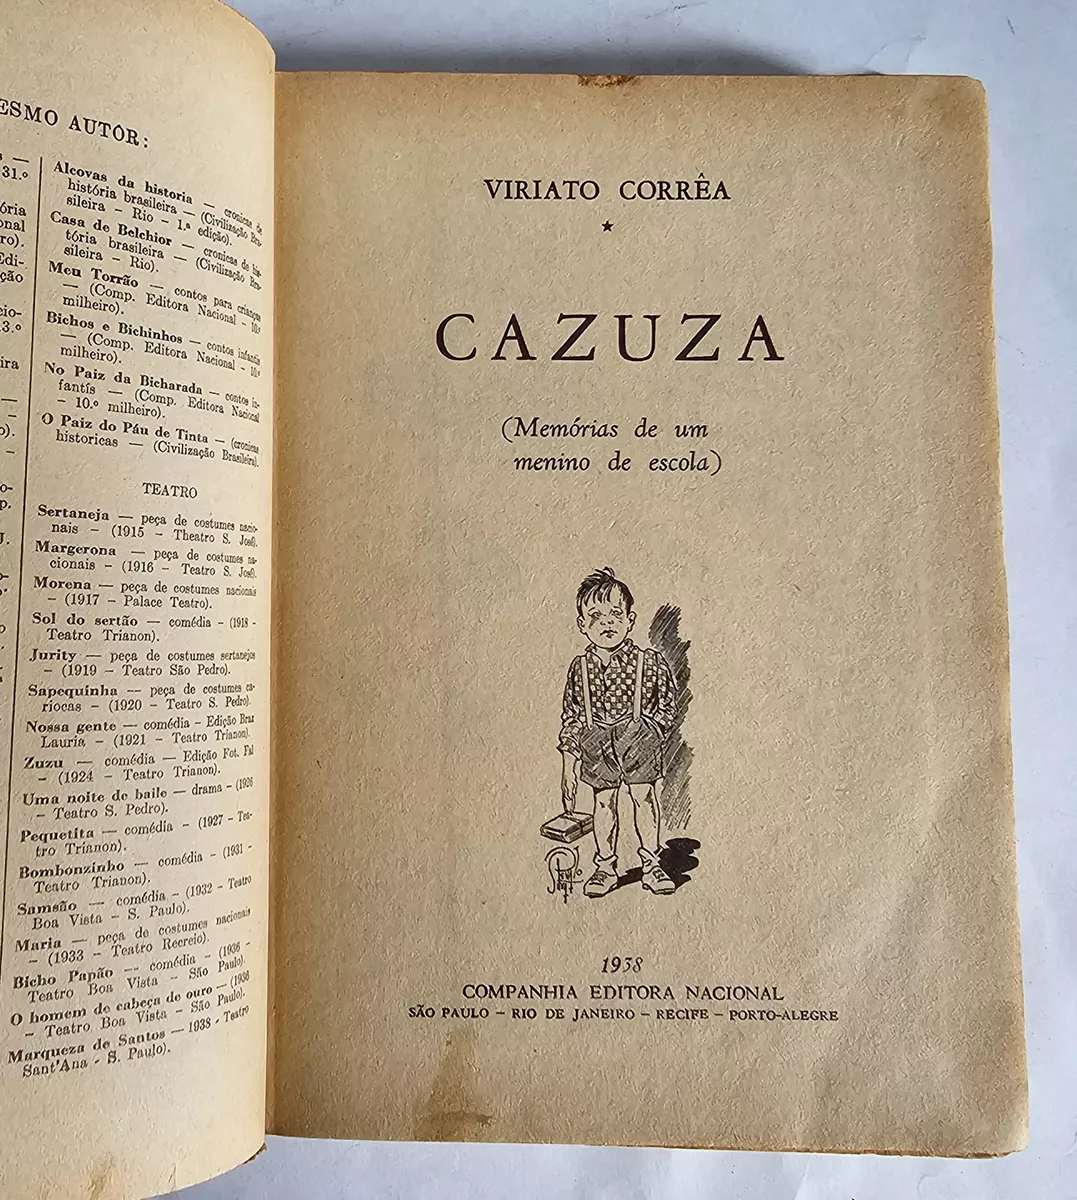 ESMO AUTÔR:
31.º
ória
ro).
ção
3.º
ira
Alcovas da historia — cronicas de
história brasileira — (Civilização Bra-
sileira — Rio — 1.ª edição).
Casa de Belchior — cronicas de his-
tória brasileira — (Civilização Bra-
sileira — Rio).
Meu Torrão — contos para crianças
— (Comp. Editora Nacional - 10.º
milheiro).
Bichos e Bichinhos — contos infantis
— (Comp. Editora Nacional - 10.º
milheiro).
No Paiz da Bicharada — contos in-
fantís — (Comp. Editora Nacional
- 10.º milheiro).
O Paiz do Páu de Tinta — (cronicas
historicas — (Civilização Brasileira).
TEATRO
Sertaneja — peça de costumes nacio-
nais — (1915 — Theatro S. José).
Margerona — peça de costumes na-
cionais — (1916 — Teatro S. José).
Morena — peça de costumes nacionais
— (1917 — Palace Teatro).
Sol do sertão — comédia — (1918 -
Teatro Trianon).
Jurity — peça de costumes sertanejos
— (1919 — Teatro São Pedro).
Sapequinha — peça de costumes ca-
riocas — (1920 — Teatro S. Pedro).
Nossa gente — comédia — Edição Braz
Lauria — (1921 — Teatro Trianon).
Zuzu — comédia — Edição Fot. Fal
— (1924 — Teatro Trianon).
Uma noite de baile — drama — (1926
— Teatro S. Pedro).
Pequetita — comédia — (1927 - Tea-
tro Trianon).
Bombonzinho — comédia — (1931 -
Teatro Trianon).
Samsão — comédia — (1932 — Teatro
Boa Vista — S. Paulo).
Maria — peça de costumes nacionais
— (1933 — Teatro Recreio).
Bicho Papão — comédia — (1936 -
Teatro Boa Vista — São Paulo).
O homem de cabeça de ouro — (1936
— Teatro Boa Vista — São Paulo).
Marqueza de Santos — 1938 - Teatro
Sant'Ana - S. Paulo).
VIRIATO CORRÊA
CAZUZA
(Memórias de um
menino de escola)
1938
COMPANHIA EDITORA NACIONAL
SÃO PAULO — RIO DE JANEIRO — RECIFE — PORTO-ALEGRE